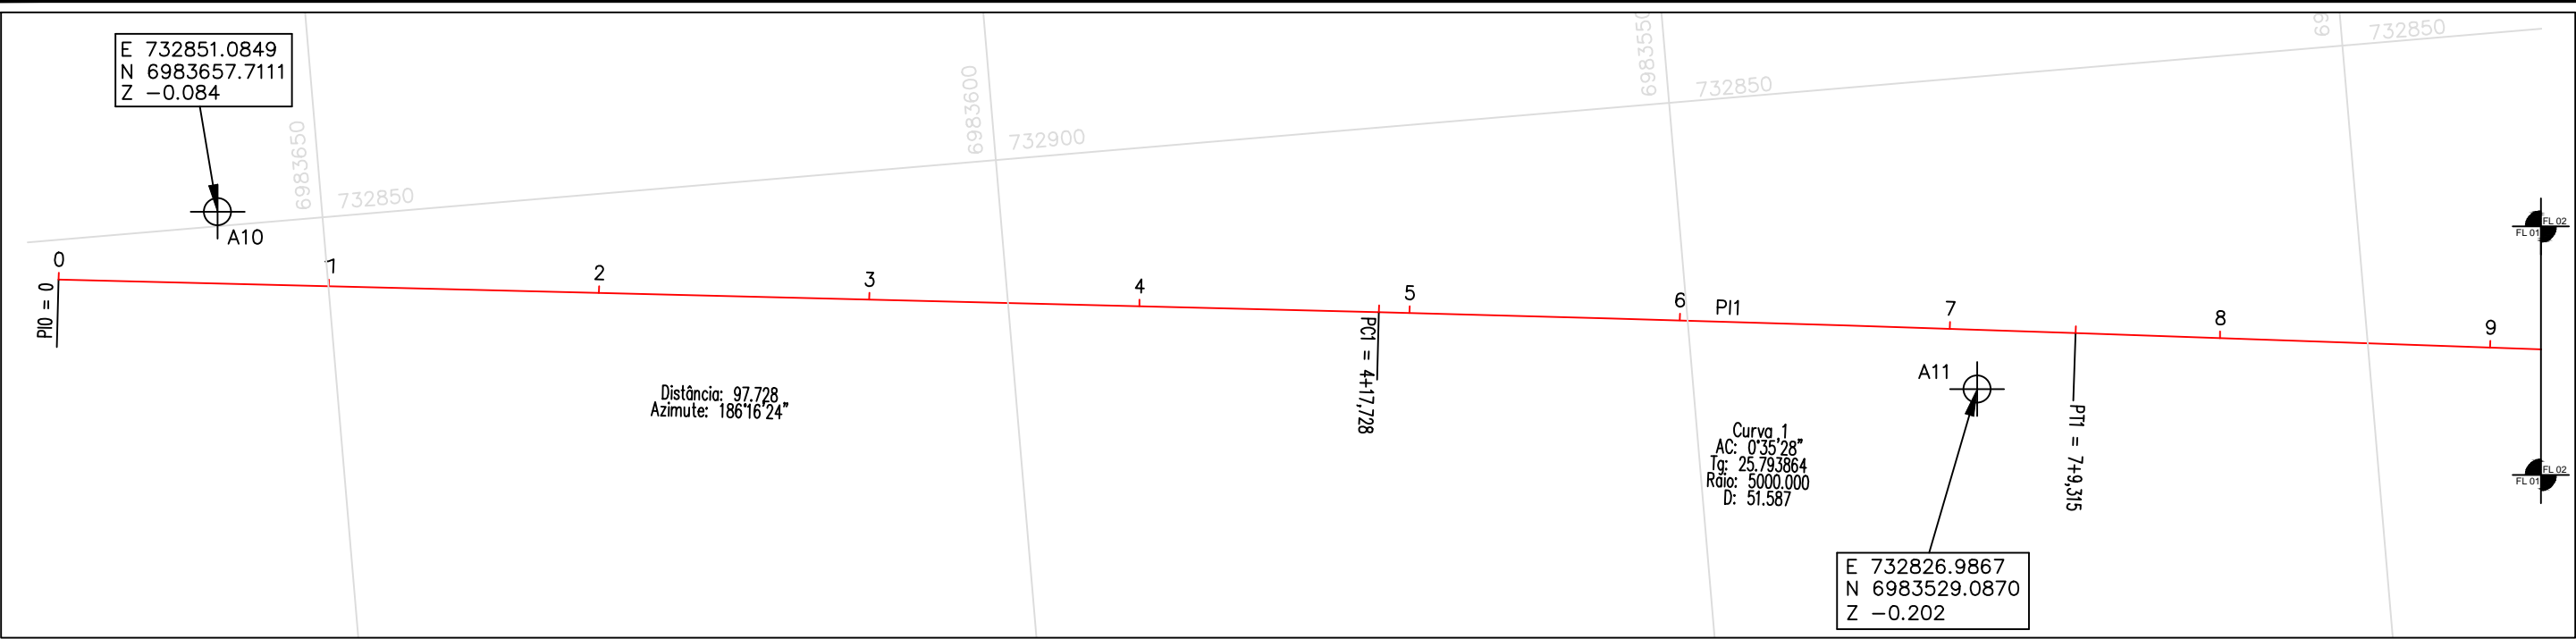 E 732851.0849
N 6983657.7111
Z -0.084
A10
6983650
732850
6983600
732900
6983550
732850
69
732850
0
1
2
3
4
5
6
PI1
7
8
9
PI0 = 0
PC1 = 4+17,728
PT1 = 7+9,315
Distância: 97.728
Azimute: 186°16'24"
A11
Curva 1
AC: 0°35'28"
Tg: 25.793864
Raio: 5000.000
D: 51.587
E 732826.9867
N 6983529.0870
Z -0.202
FL 02
FL 01
FL 02
FL 01